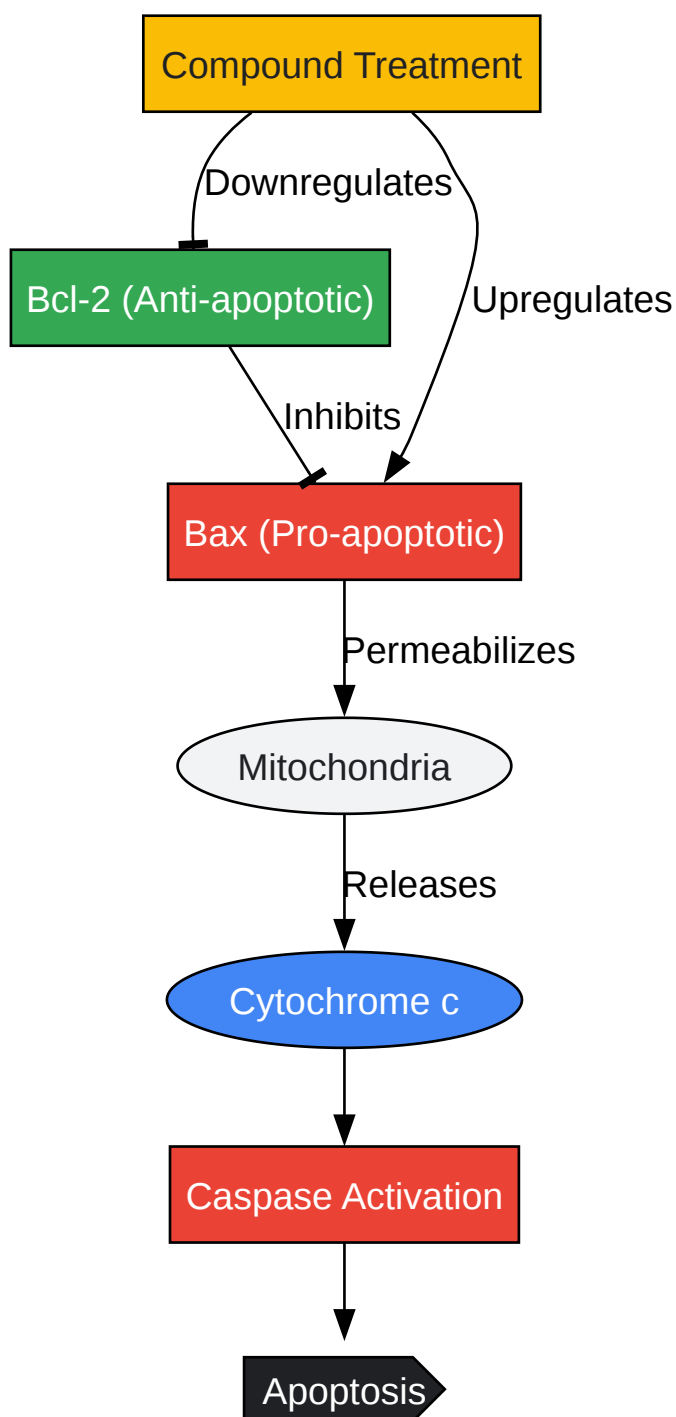 Compound Treatment
Downregulates
Bcl-2 (Anti-apoptotic)
Upregulates
Inhibits
Bax (Pro-apoptotic)
Permeabilizes
Mitochondria
Releases
Cytochrome c
Caspase Activation
Apoptosis